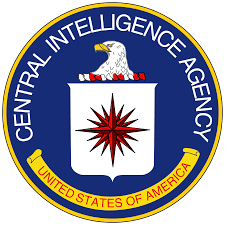 CENTRAL INTELLIGENCE AGENCY
UNITED STATES OF AMERICA